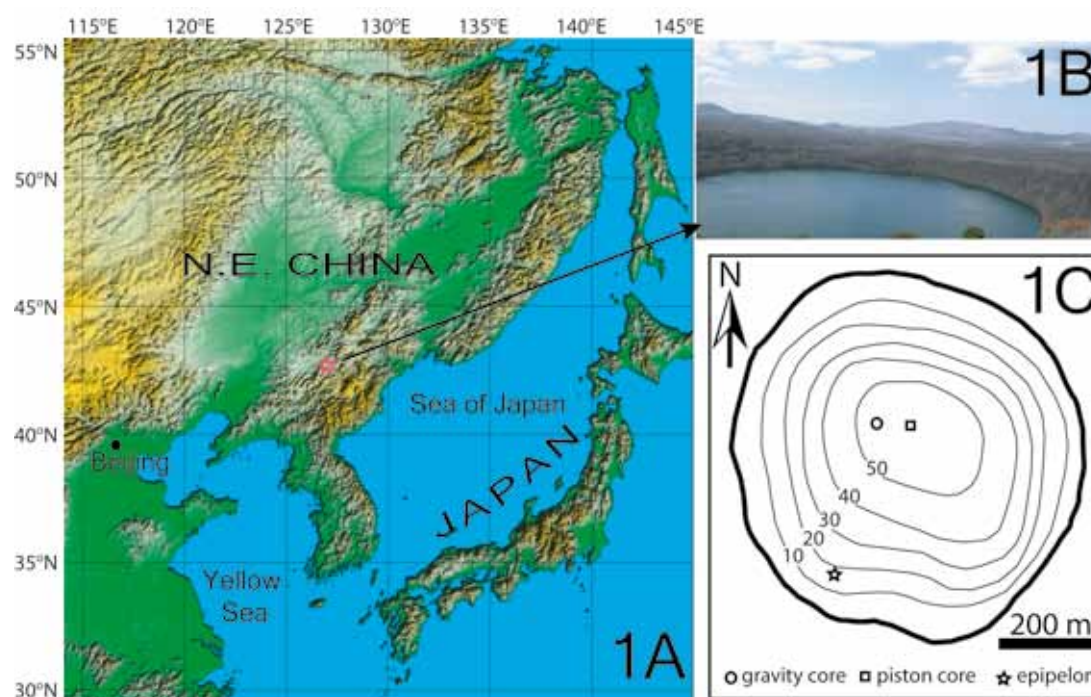 115°E 120°E 125°E 130°E 135°E 140°E 145°E
55°N
50°N
45°N
40°N
35°N
30°N
N.E. CHINA
Beijing
Sea of Japan
JAPAN
Yellow
Sea
1A
1B
1C
N
50
40
30
20
10
200 m
gravity core piston core epipelon